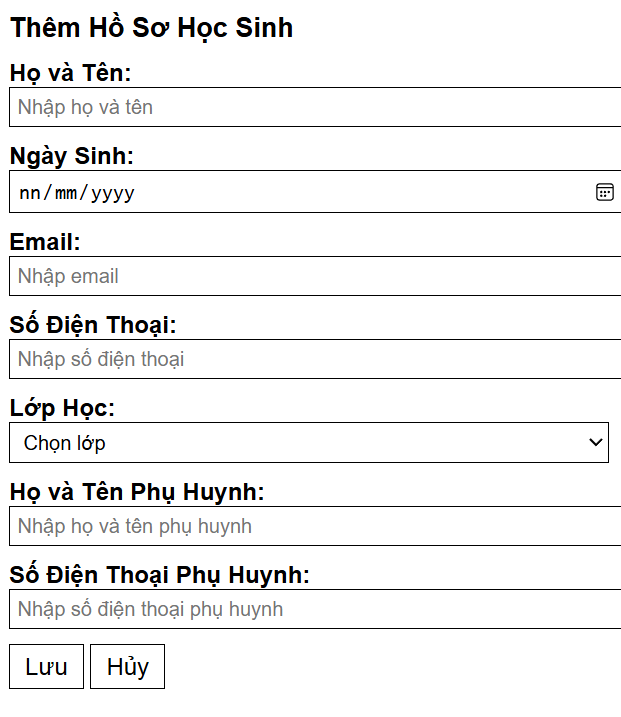 Thêm Hồ Sơ Học Sinh
Họ và Tên:
Nhập họ và tên
Ngày Sinh:
nn/mm/yyyy
Email:
Nhập email
Số Điện Thoại:
Nhập số điện thoại
Lớp Học:
Chọn lớp
Họ và Tên Phụ Huynh:
Nhập họ và tên phụ huynh
Số Điện Thoại Phụ Huynh:
Nhập số điện thoại phụ huynh
Lưu Hủy